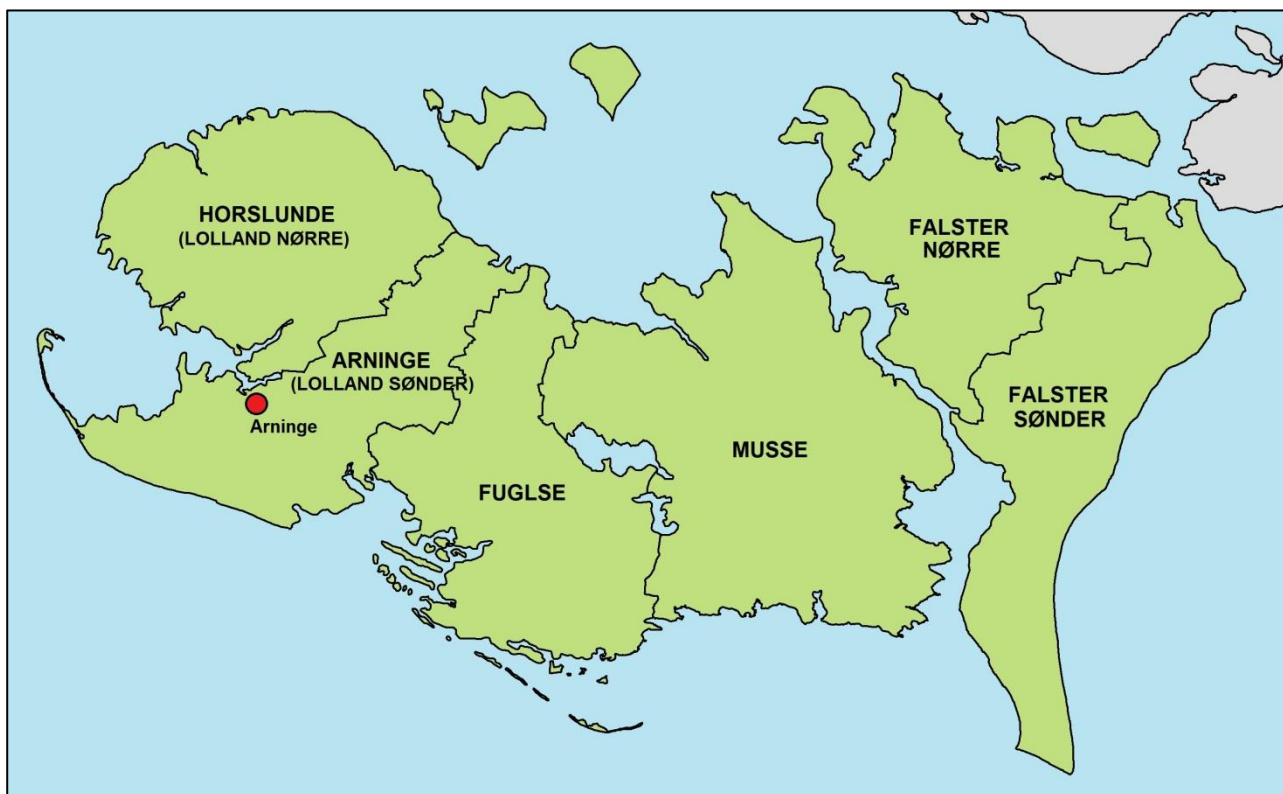 HORSLUNDE
(LOLLAND NØRRE)
FALSTER
NØRRE
ARNINGE
(LOLLAND SØNDER)
Arninge
FALSTER
SØNDER
MUSSE
FUGLSE